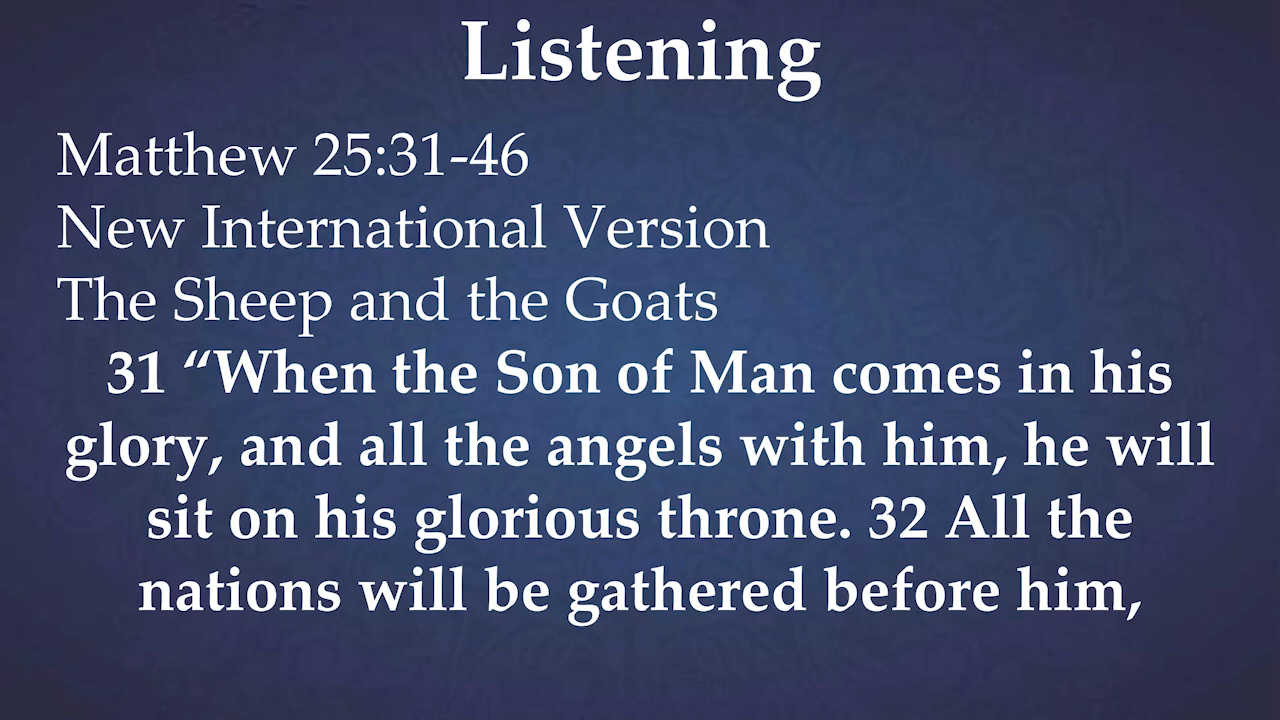 Listening
Matthew 25:31-46
New International Version
The Sheep and the Goats
31 “When the Son of Man comes in his
glory, and all the angels with him, he will
sit on his glorious throne. 32 All the
nations will be gathered before him,